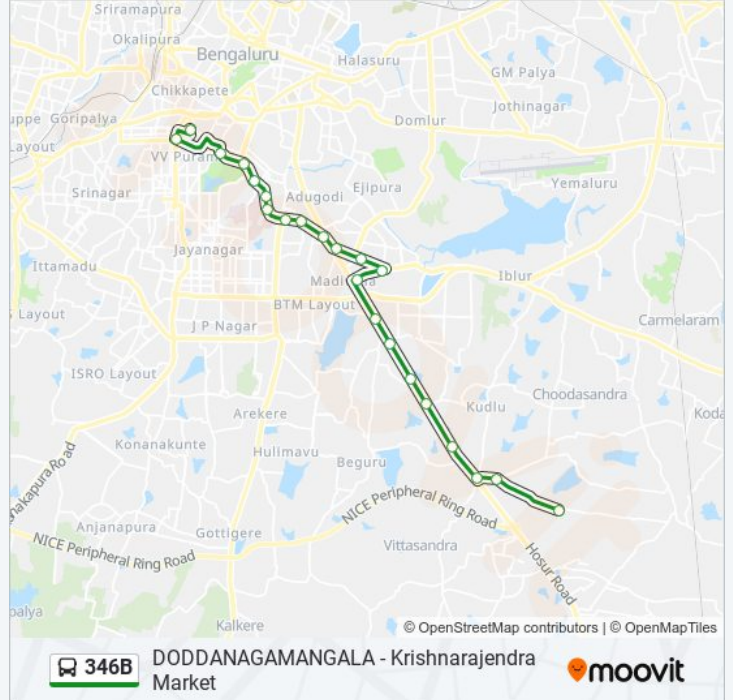 Sriramapura
Okalipura
Bengaluru
Halasuru
GM Palya
Chikkapete
Jothinagar
uppe Goripalya
Domlur
Layout
VV Puram
Srinagar
Adugodi
Ejipura
Yemaluru
Jayanagar
Ittamadu
Iblur
BTM Layout
S Layout
J P Nagar
Carmelaram
ISRO Layout
Choodasandra
Arekere
Kudlu
Koda
Konanakunte
Hulimavu
Beguru
nakapura Road
NICE Peripheral Ring Road
Anjanapura
Gottigere
NICE Peripheral Ring Road
Vittasandra
Hosur Road
palya
Kalkere
© OpenStreetMap contributors | © OpenMapTiles
346B
DODDANAGAMANGALA - Krishnarajendra
Market
moovit